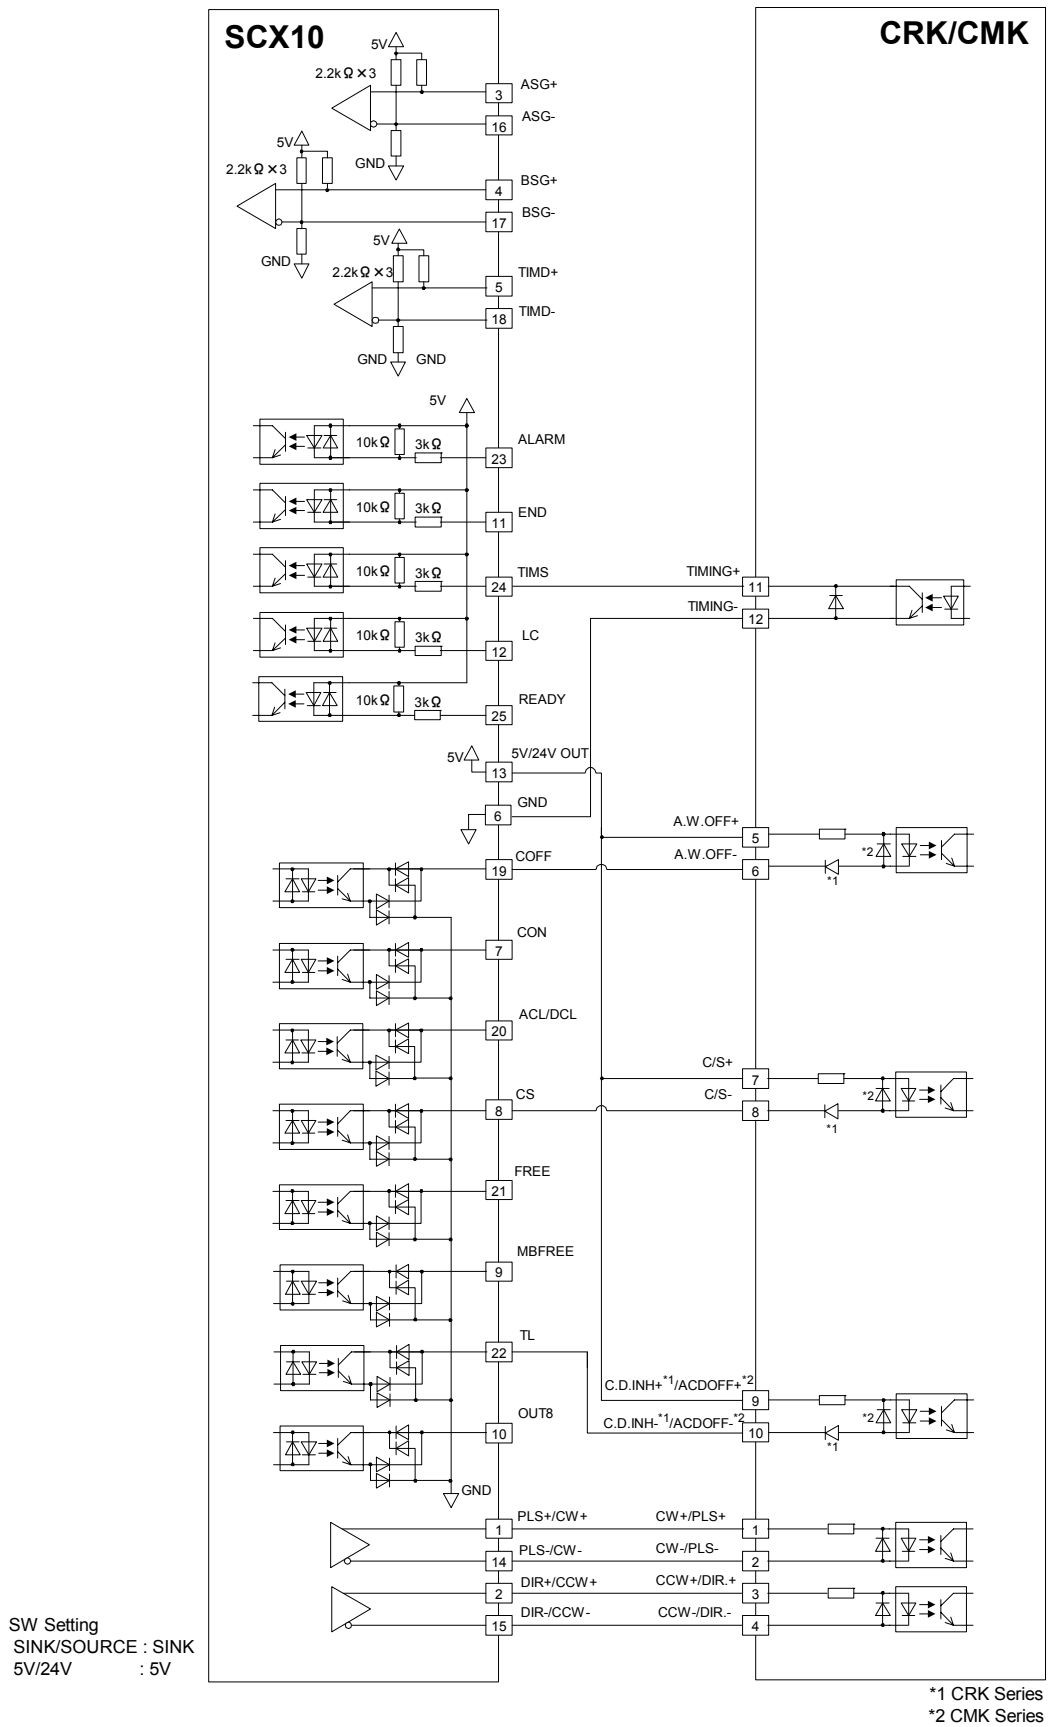 SCX10
CRK/CMK
5V
2.2kΩ×3
3 ASG+
16 ASG-
GND
5V
2.2kΩ×3
4 BSG+
17 BSG-
GND
5V
2.2kΩ×3
5 TIMD+
18 TIMD-
GND GND
5V
10kΩ 3kΩ 23 ALARM
10kΩ 3kΩ 11 END
10kΩ 3kΩ 24 TIMS TIMING+ 11
TIMING- 12
10kΩ 3kΩ 12 LC
10kΩ 3kΩ 25 READY
5V 13 5V/24V OUT
6 GND
A.W.OFF+ 5
19 COFF A.W.OFF- 6 *1 *2
7 CON
20 ACL/DCL
C/S+ 7
8 CS C/S- 8 *1 *2
21 FREE
9 MBFREE
22 TL
C.D.INH+*1/ACDOFF+*2 9
C.D.INH-*1/ACDOFF-*2 10 *1 *2
10 OUT8
GND
1 PLS+/CW+ CW+/PLS+ 1
14 PLS-/CW- CW-/PLS- 2
2 DIR+/CCW+ CCW+/DIR.+ 3
15 DIR-/CCW- CCW-/DIR.- 4
SW Setting
SINK/SOURCE : SINK
5V/24V : 5V
*1 CRK Series
*2 CMK Series